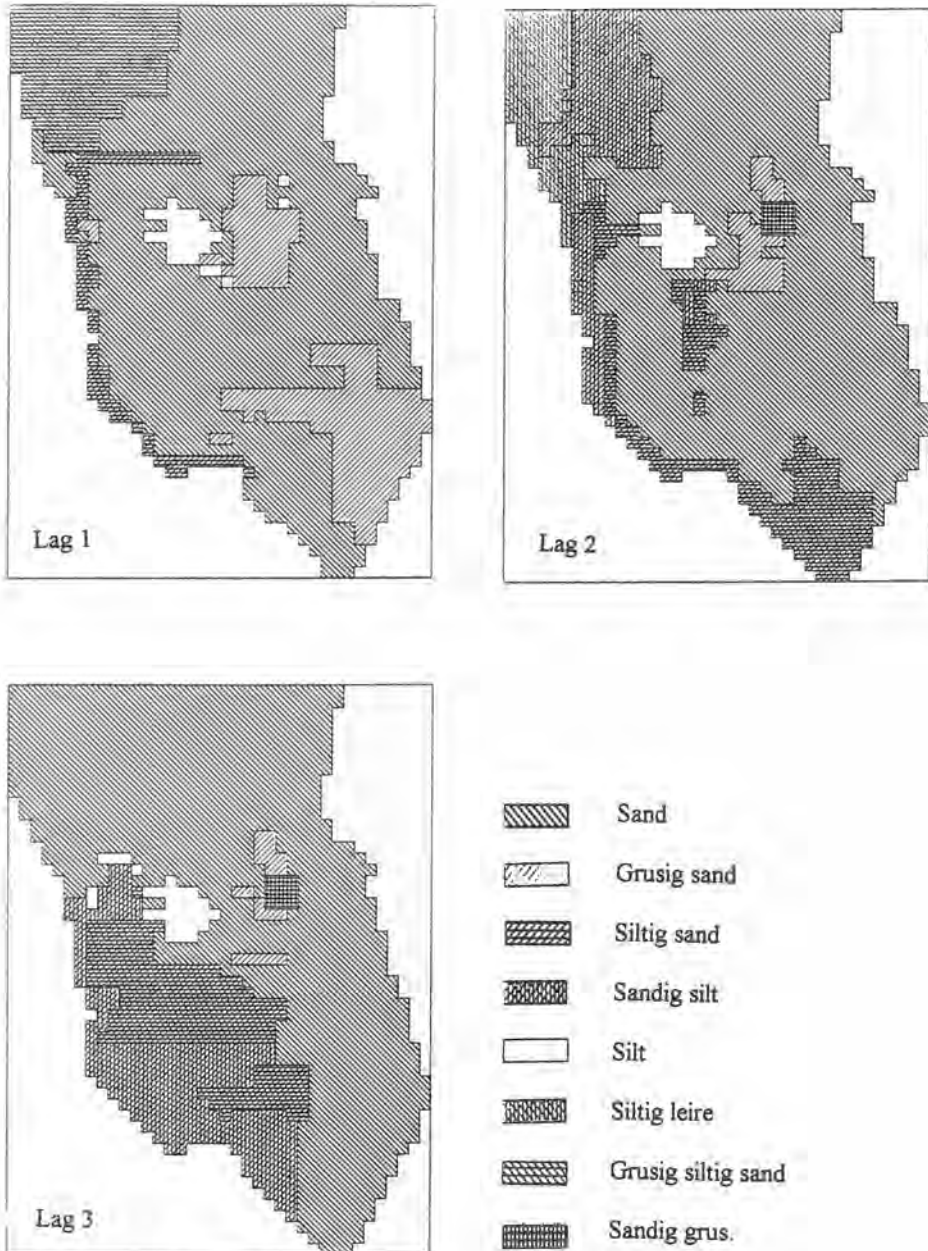 Lag 1
Lag 2
Lag 3
Sand
Grusig sand
Siltig sand
Sandig silt
Silt
Siltig leire
Grusig siltig sand
Sandig grus.